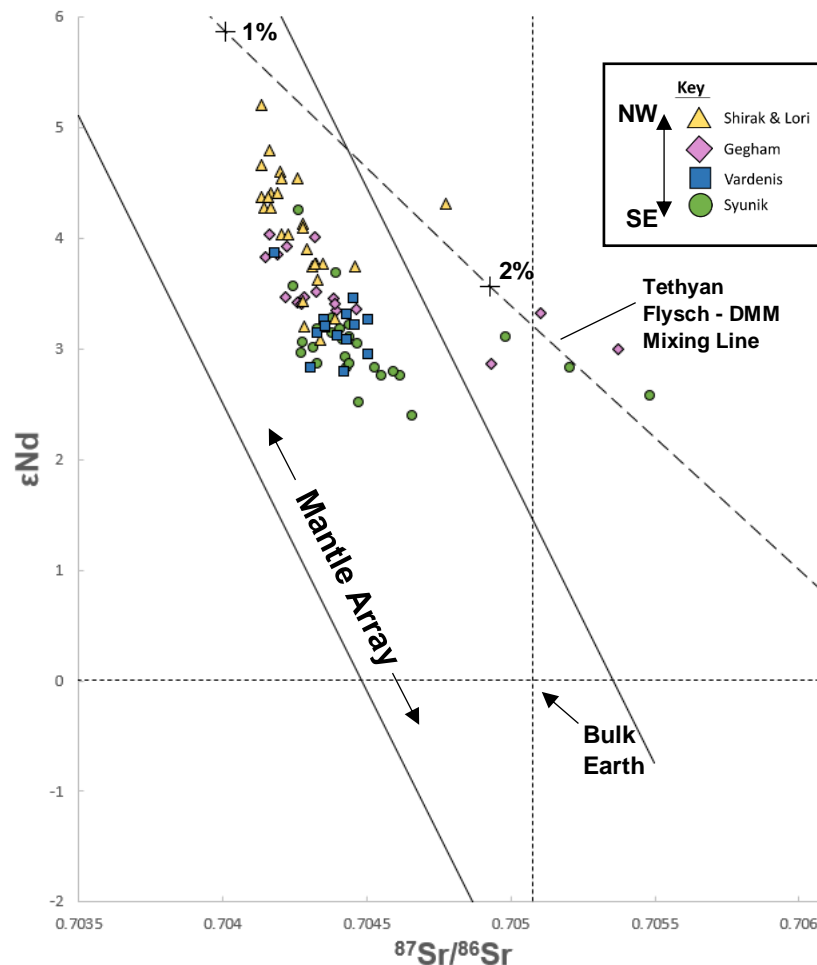 6
5
4
3
2
1
0
-1
-2
εNd
1%
2%
Key
NW
SE
Shirak & Lori
Gegham
Vardenis
Syunik
Tethyan
Flysch - DMM
Mixing Line
Mantle Array
Bulk
Earth
0.7035
0.704
0.7045
0.705
0.7055
0.706
⁸⁷Sr/⁸⁶Sr